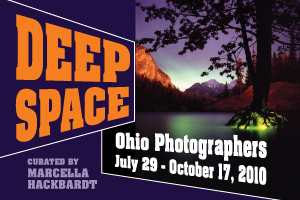 DEEP
SPACE
CURATED BY
MARCELLA
HACKBARDT
Ohio Photographers
July 29 - October 17, 2010